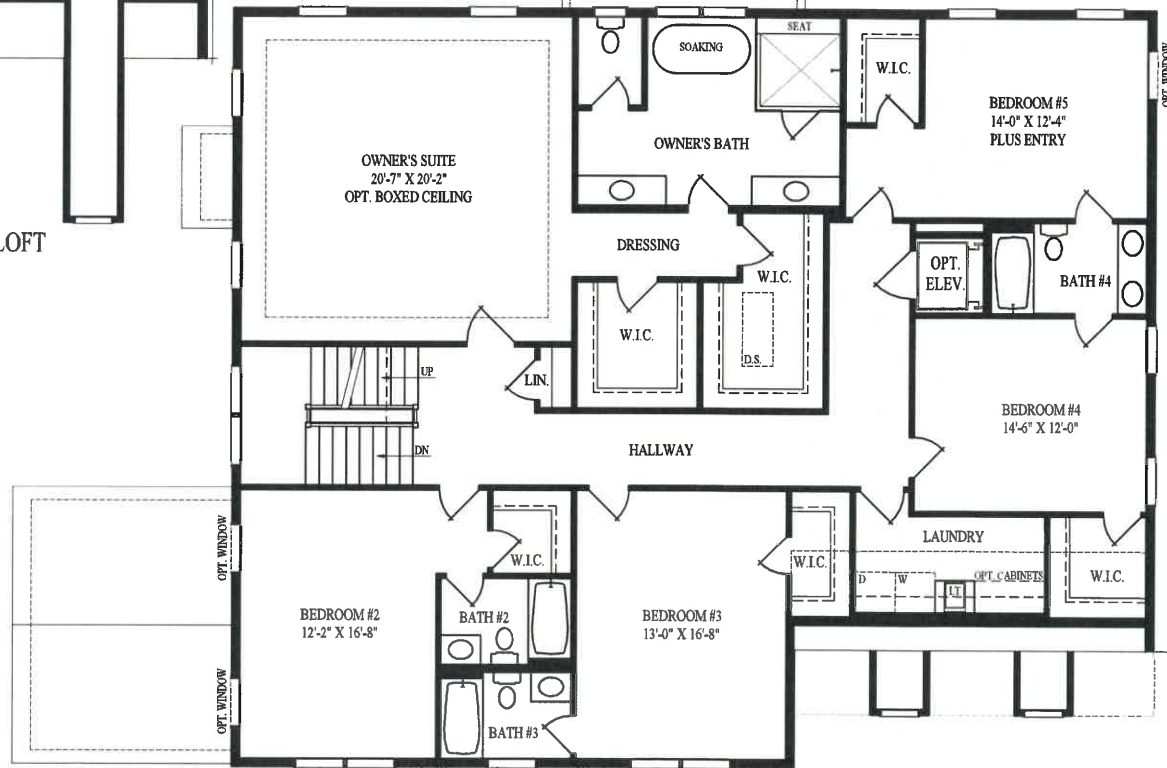 SEAT
SOAKING
W.I.C.
OPT. WINDOW
BEDROOM #5
14'-0" X 12'-4"
PLUS ENTRY
OWNER'S BATH
OWNER'S SUITE
20'-7" X 20'-2"
OPT. BOXED CEILING
LOFT
DRESSING
W.I.C.
OPT.
ELEV.
BATH #4
W.I.C.
D.S.
UP
LIN.
BEDROOM #4
14'-6" X 12'-0"
DN
HALLWAY
OPT. WINDOW
W.I.C.
W.I.C.
LAUNDRY
D
W
OPT. CABINETS
LT
W.I.C.
BEDROOM #2
12'-2" X 16'-8"
BATH #2
BEDROOM #3
13'-0" X 16'-8"
OPT. WINDOW
BATH #3